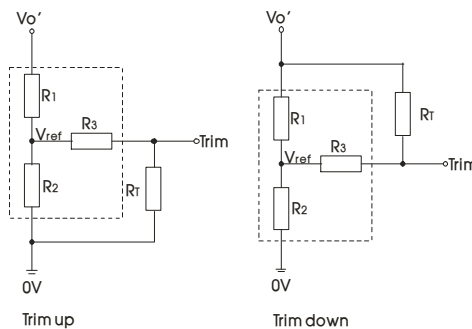 Vo'
R1
Vref
R3
Trim
R2
RT
0V
Trim up
Vo'
R1
RT
Vref
R3
Trim
R2
0V
Trim down